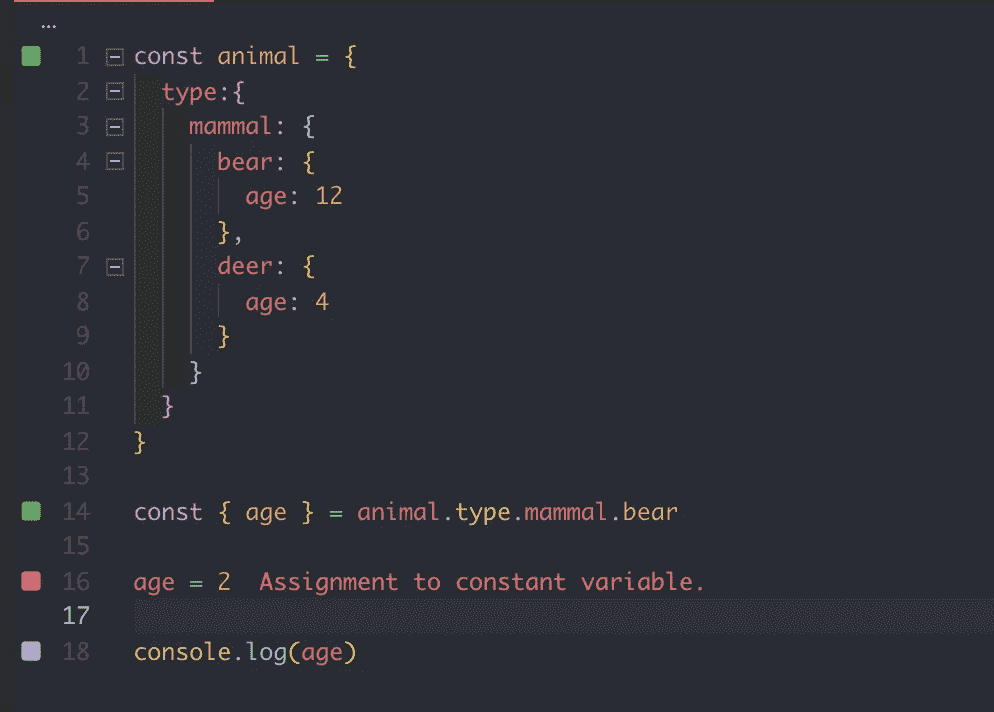 ...
1 const animal = {
2 type:{
3 mammal: {
4 bear: {
5 age: 12
6 },
7 deer: {
8 age: 4
9 }
10 }
11 }
12 }
13
14 const { age } = animal.type.mammal.bear
15
16 age = 2 Assignment to constant variable.
17
18 console.log(age)